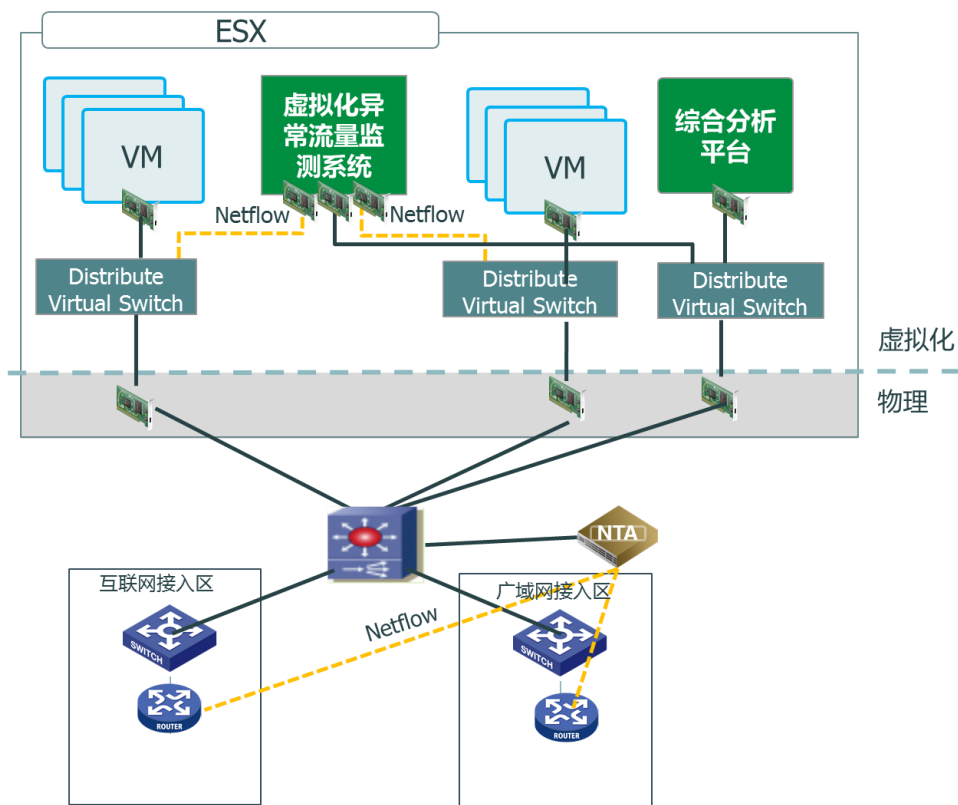 ESX
VM
虚拟化异
常流量监
测系统
VM
综合分析
平台
Netflow
Netflow
Distribute
Virtual Switch
Distribute
Virtual Switch
Distribute
Virtual Switch
虚拟化
物理
NTA
互联网接入区
广域网接入区
Netflow
SWITCH
SWITCH
ROUTER
ROUTER